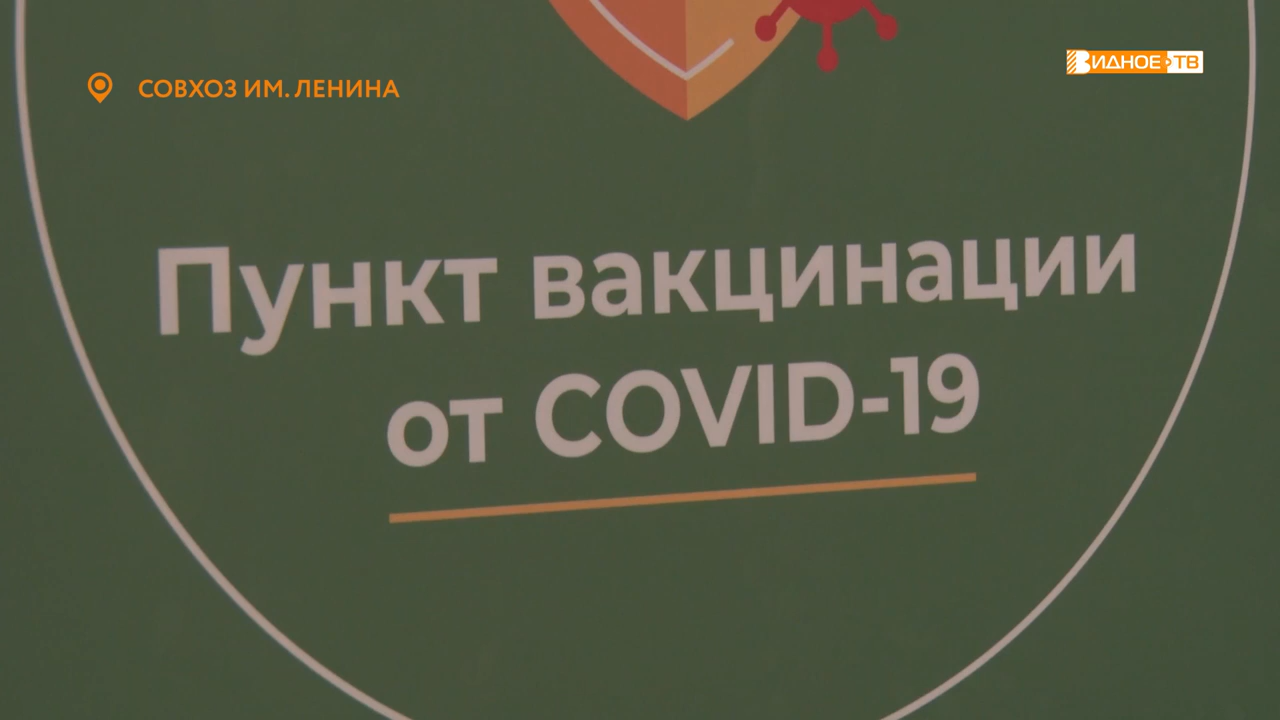 СОВХОЗ ИМ. ЛЕНИНА
ВИДНОЕ ТВ
Пункт вакцинации
от COVID-19